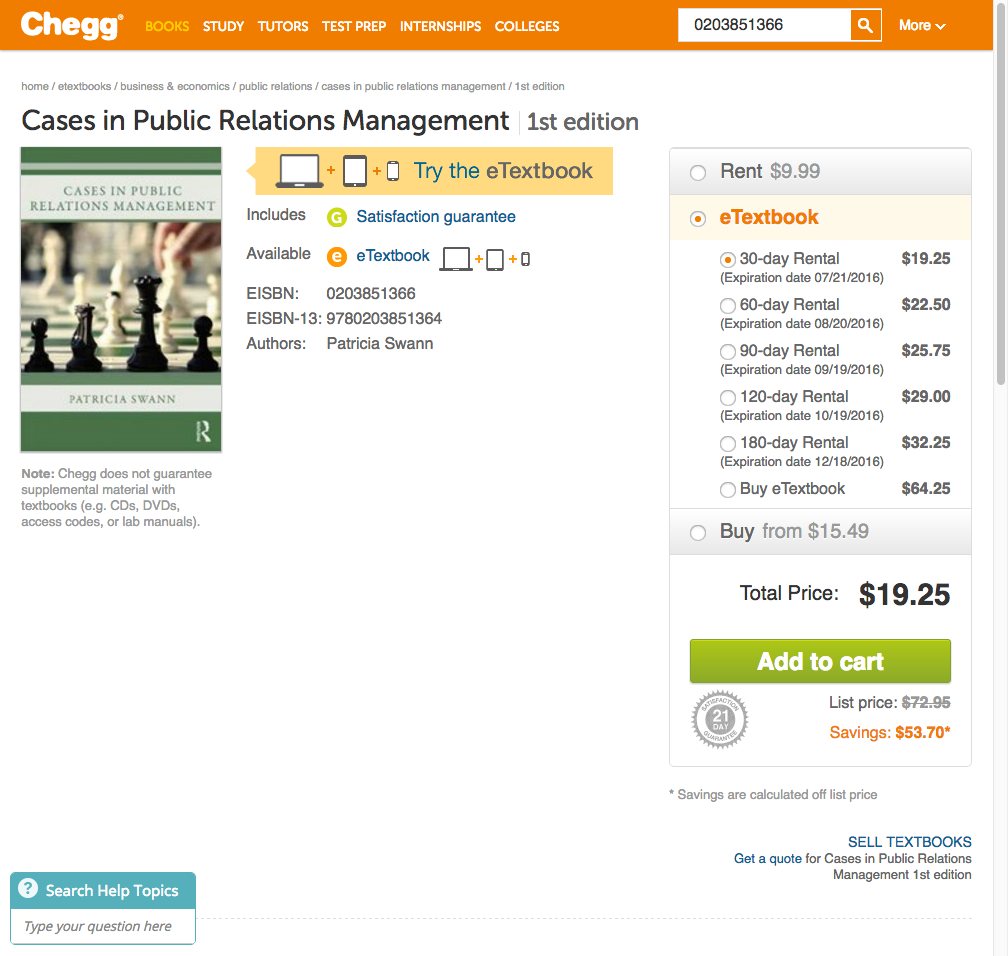 Chegg®
BOOKS STUDY TUTORS TEST PREP INTERNSHIPS COLLEGES
0203851366
More
home / etextbooks / business & economics / public relations / cases in public relations management / 1st edition
Cases in Public Relations Management 1st edition
CASES IN PUBLIC
RELATIONS MANAGEMENT
PATRICIA SWANN
R
Note: Chegg does not guarantee
supplemental material with
textbooks (e.g. CDs, DVDs,
access codes, or lab manuals).
+ + Try the eTextbook
Includes G Satisfaction guarantee
Available e eTextbook + +
EISBN: 0203851366
EISBN-13: 9780203851364
Authors: Patricia Swann
Rent $9.99
eTextbook
30-day Rental $19.25
(Expiration date 07/21/2016)
60-day Rental $22.50
(Expiration date 08/20/2016)
90-day Rental $25.75
(Expiration date 09/19/2016)
120-day Rental $29.00
(Expiration date 10/19/2016)
180-day Rental $32.25
(Expiration date 12/18/2016)
Buy eTextbook $64.25
Buy from $15.49
Total Price: $19.25
Add to cart
SATISFACTION
21
DAY
GUARANTEE
List price: $72.95
Savings: $53.70*
* Savings are calculated off list price
SELL TEXTBOOKS
Get a quote for Cases in Public Relations
Management 1st edition
? Search Help Topics
Type your question here